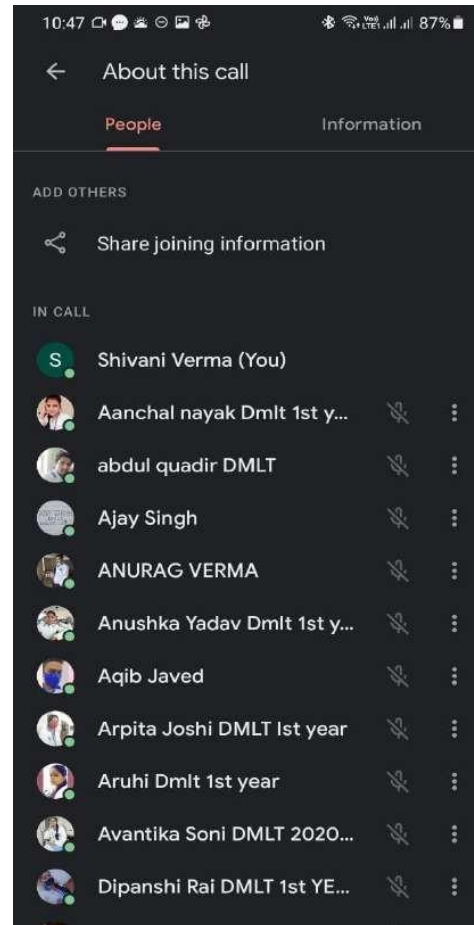 10:47 87%
About this call
People Information
ADD OTHERS
Share joining information
IN CALL
S Shivani Verma (You)
Aanchal nayak Dmlt 1st y...
abdul quadir DMLT
Ajay Singh
ANURAG VERMA
Anushka Yadav Dmlt 1st y...
Aqib Javed
Arpita Joshi DMLT Ist year
Aruhi Dmlt 1st year
Avantika Soni DMLT 2020...
Dipanshi Rai DMLT 1st YE...